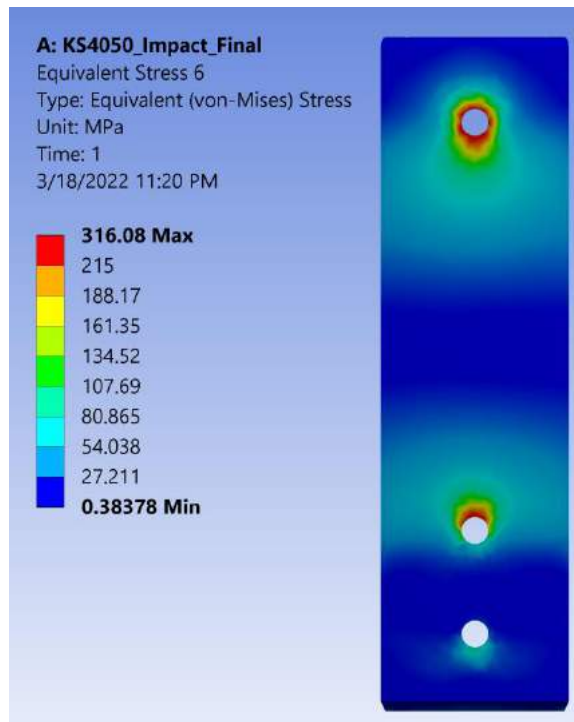 A: KS4050_Impact_Final
Equivalent Stress 6
Type: Equivalent (von-Mises) Stress
Unit: MPa
Time: 1
3/18/2022 11:20 PM
316.08 Max
215
188.17
161.35
134.52
107.69
80.865
54.038
27.211
0.38378 Min